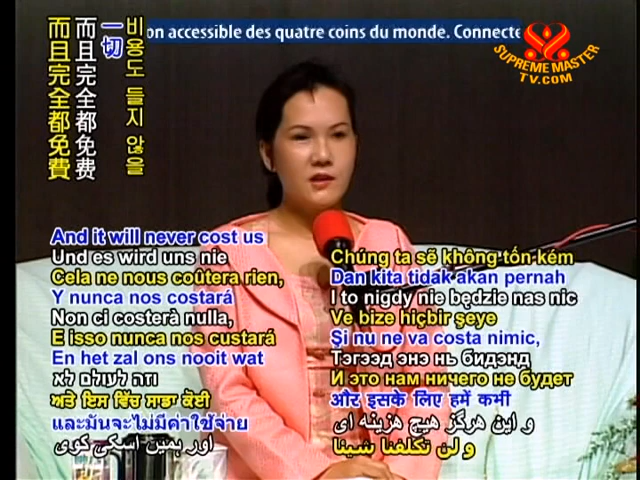 on accessible des quatre coins du monde. Connecte
SUPREME MASTER
TV.COM
비용도 들지 않을
一切
而且完全都免费
而且完全都免費
And it will never cost us
Und es wird uns nie
Cela ne nous coûtera rien,
Y nunca nos costará
Non ci costerà nulla,
E isso nunca nos custará
En het zal ons nooit wat
וזה לעולם לא
ਅਤੇ ਇਸ ਵਿੱਚ ਸਾਡਾ ਕੋਈ
และมันจะไม่มีค่าใช้จ่าย
اور ہمیں اسکی کوی
Chúng ta sẽ không tốn kém
Dan kita tidak akan pernah
I to nigdy nie będzie nas nic
Ve bize hiçbir şeye
Şi nu ne va costa nimic,
Тэгээд энэ нь бидэнд
И это нам ничего не будет
और इसके लिए हमें कभी
و این هرگز هیچ هزینه ای
و لن تكلفنا شيئا